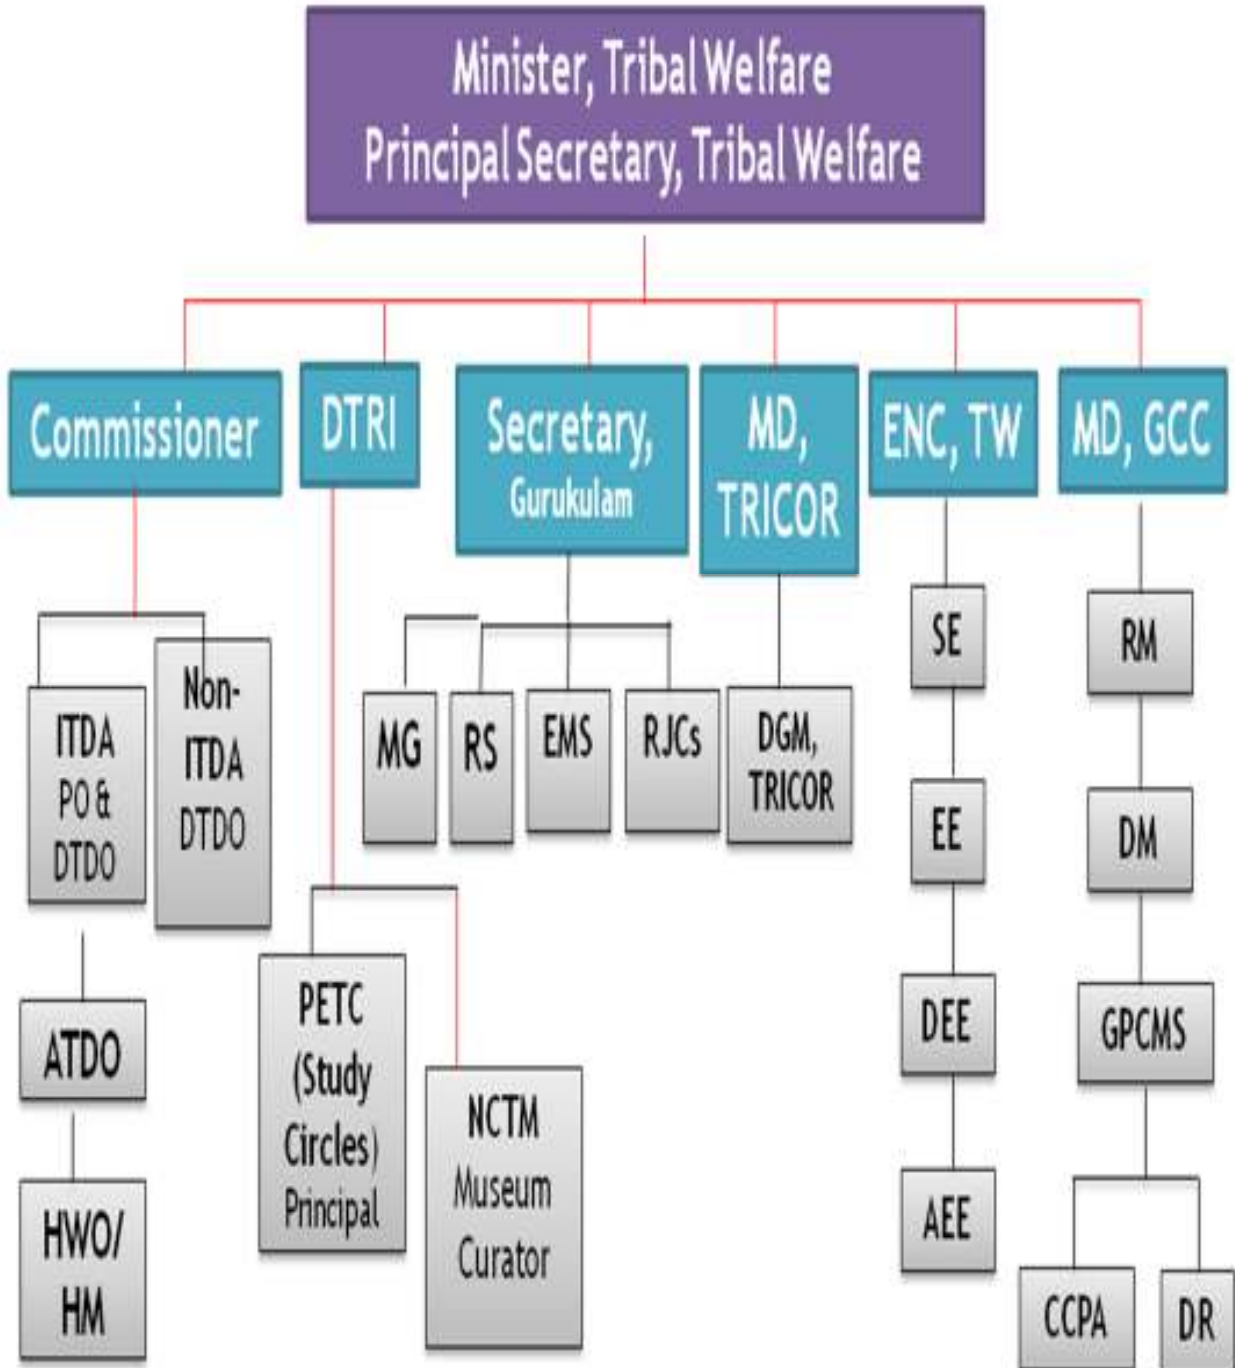 Minister, Tribal Welfare
Principal Secretary, Tribal Welfare
Commissioner
DTRI
Secretary,
Gurukulam
MD,
TRICOR
ENC, TW
MD, GCC
ITDA
PO &
DTDO
Non-
ITDA
DTDO
ATDO
HWO/
HM
PETC
(Study
Circles)
Principal
NCTM
Museum
Curator
MG
RS
EMS
RJCs
DGM,
TRICOR
SE
EE
DEE
AEE
RM
DM
GPCMS
CCPA
DR